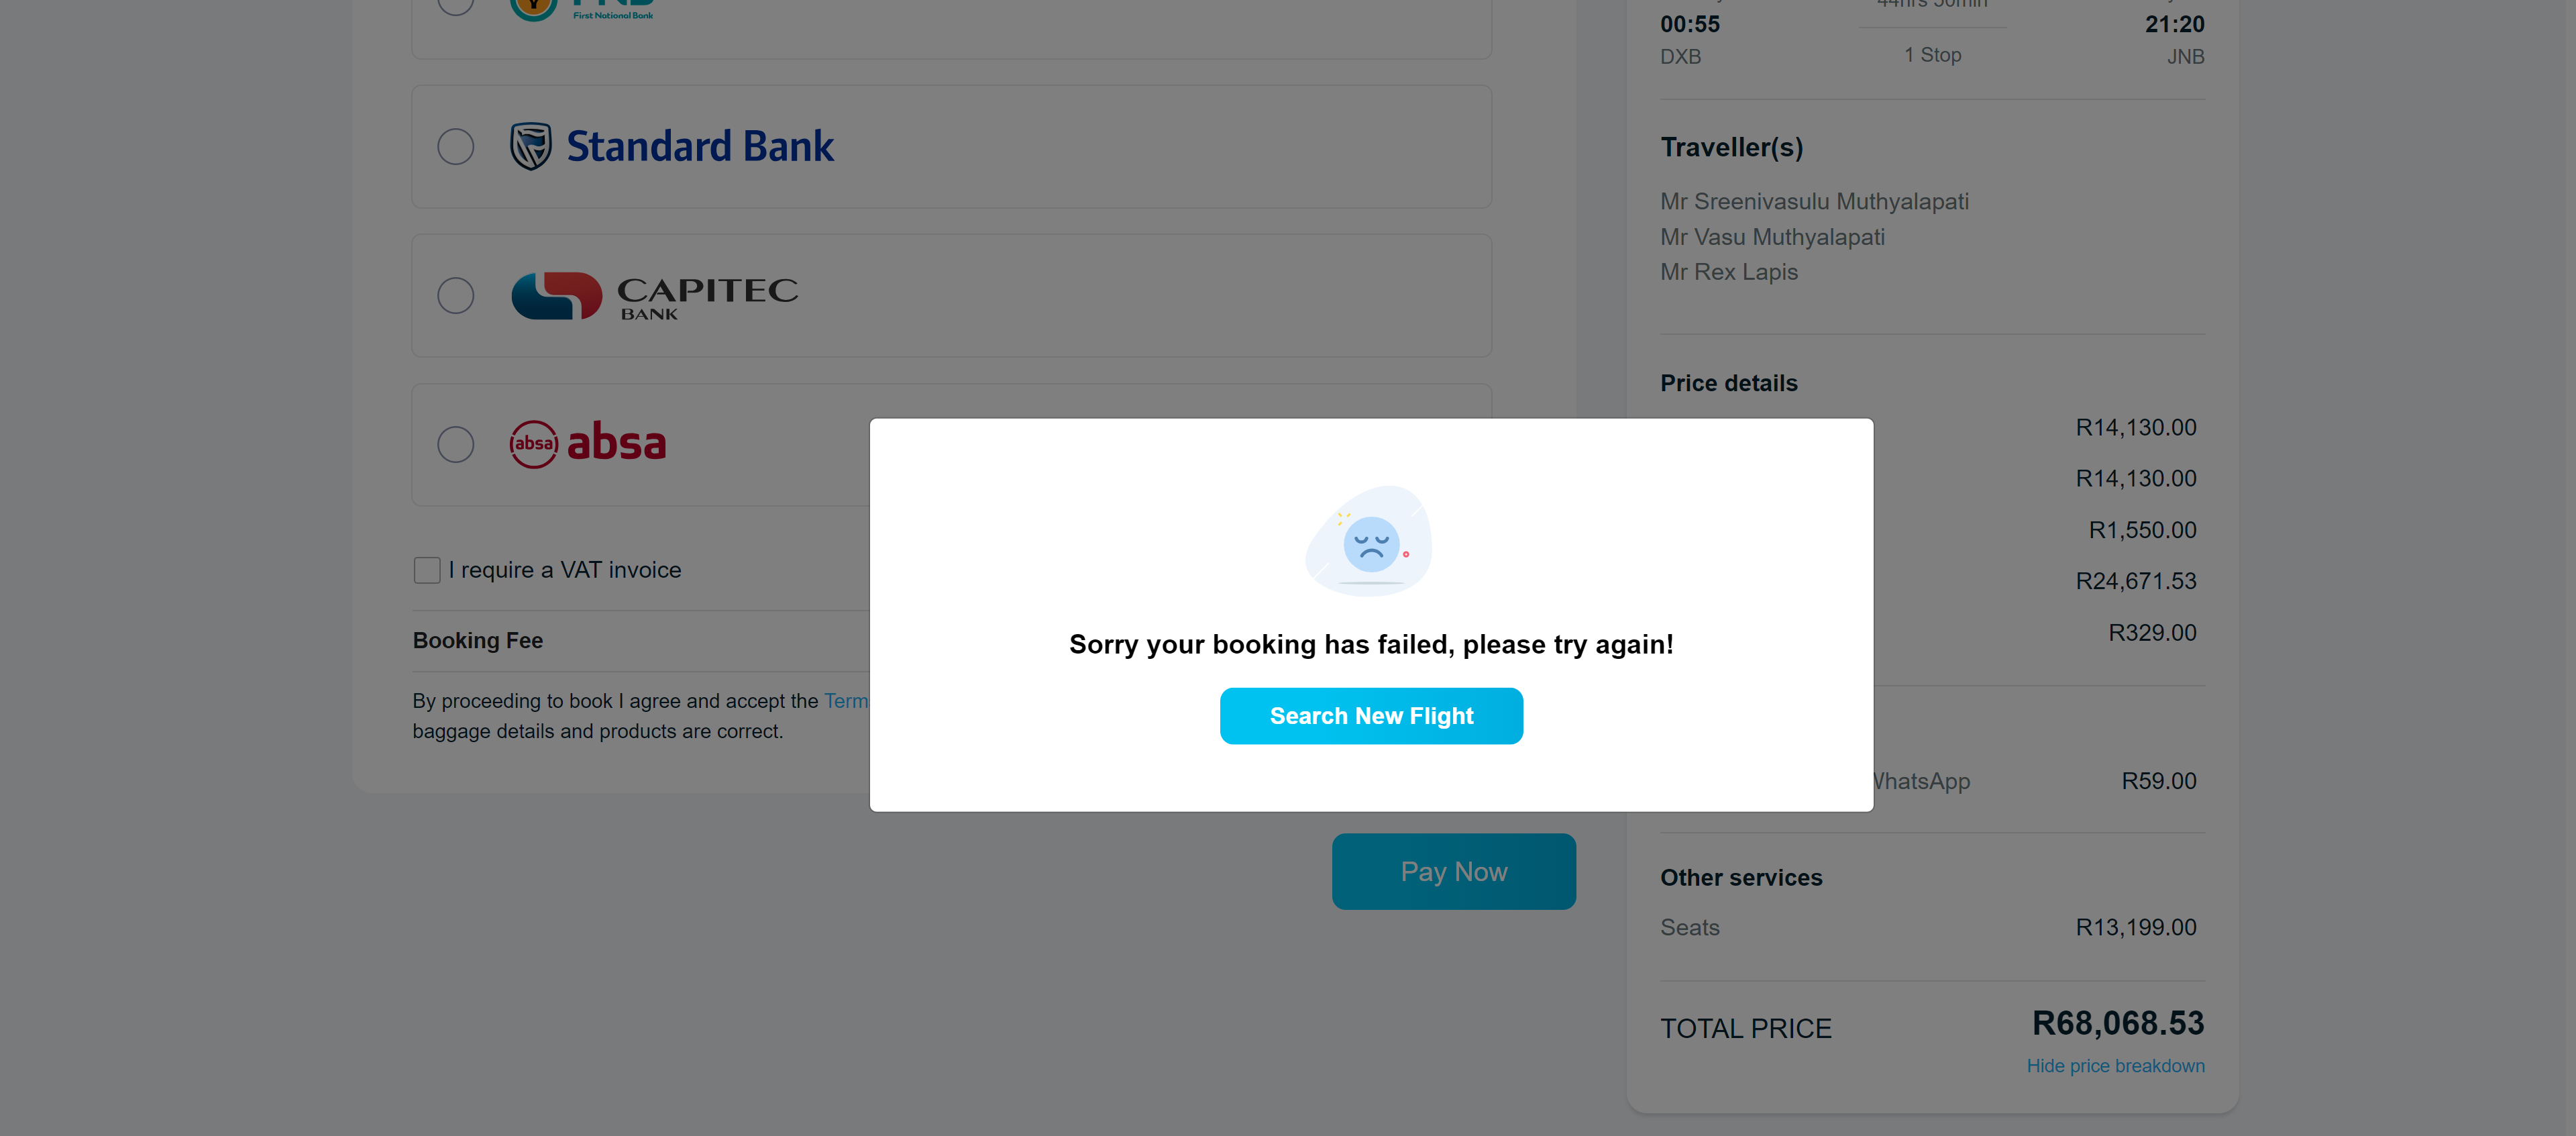 First National Bank
Standard Bank
CAPITEC
BANK
absa absa
I require a VAT invoice
Booking Fee
By proceeding to book I agree and accept the
baggage details and products are correct.
Sorry your booking has failed, please try again!
Search New Flight
Pay Now
00:55
21:20
DXB
1 Stop
JNB
Traveller(s)
Mr Sreenivasulu Muthyalapati
Mr Vasu Muthyalapati
Mr Rex Lapis
Price details
R14,130.00
R14,130.00
R1,550.00
R24,671.53
R329.00
WhatsApp R59.00
Other services
Seats R13,199.00
TOTAL PRICE R68,068.53
Hide price breakdown